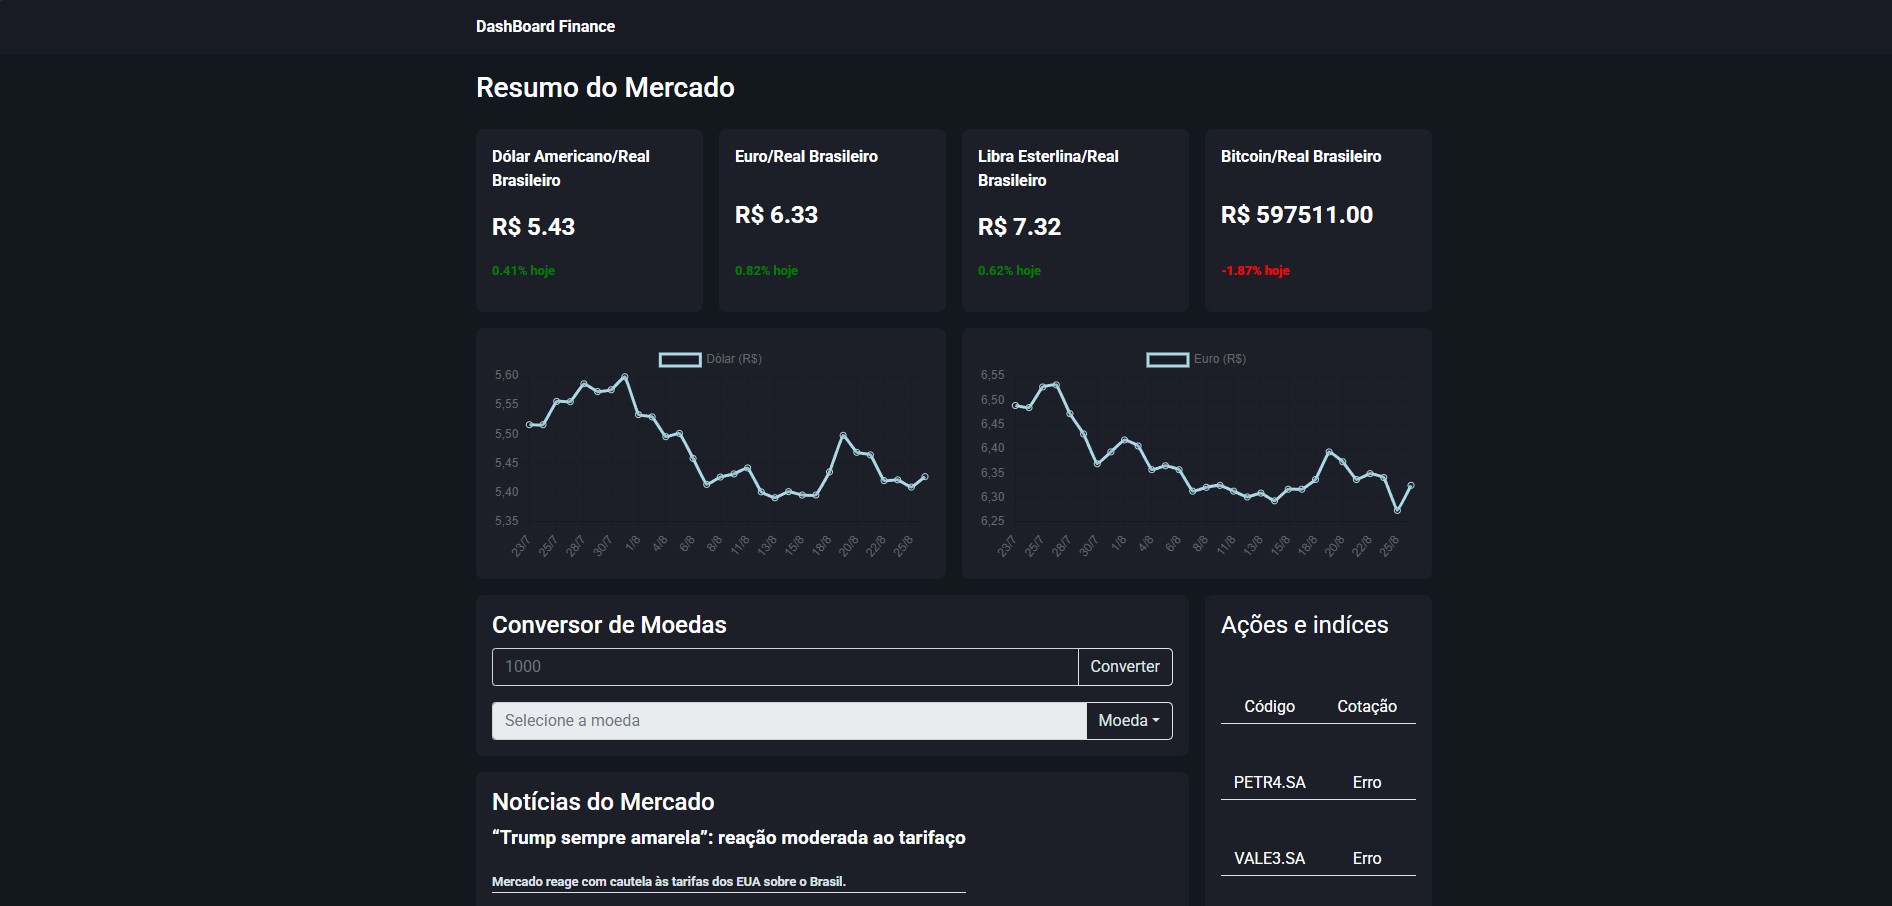 DashBoard Finance
Resumo do Mercado
Dólar Americano/Real
Brasileiro
R$ 5.43
0.41% hoje
Euro/Real Brasileiro
R$ 6.33
0.82% hoje
Libra Esterlina/Real
Brasileiro
R$ 7.32
0.62% hoje
Bitcoin/Real Brasileiro
R$ 597511.00
-1.87% hoje
Dólar (R$)
5,60
5,55
5,50
5,45
5,40
5,35
23/7 25/7 28/7 30/7 1/8 4/8 6/8 8/8 11/8 13/8 15/8 18/8 20/8 22/8 25/8
Euro (R$)
6,55
6,50
6,45
6,40
6,35
6,30
6,25
23/7 25/7 28/7 30/7 1/8 4/8 6/8 8/8 11/8 13/8 15/8 18/8 20/8 22/8 25/8
Conversor de Moedas
1000 Converter
Selecione a moeda Moeda
Notícias do Mercado
“Trump sempre amarela”: reação moderada ao tarifaço
Mercado reage com cautela às tarifas dos EUA sobre o Brasil.
Ações e indíces
Código Cotação
PETR4.SA Erro
VALE3.SA Erro